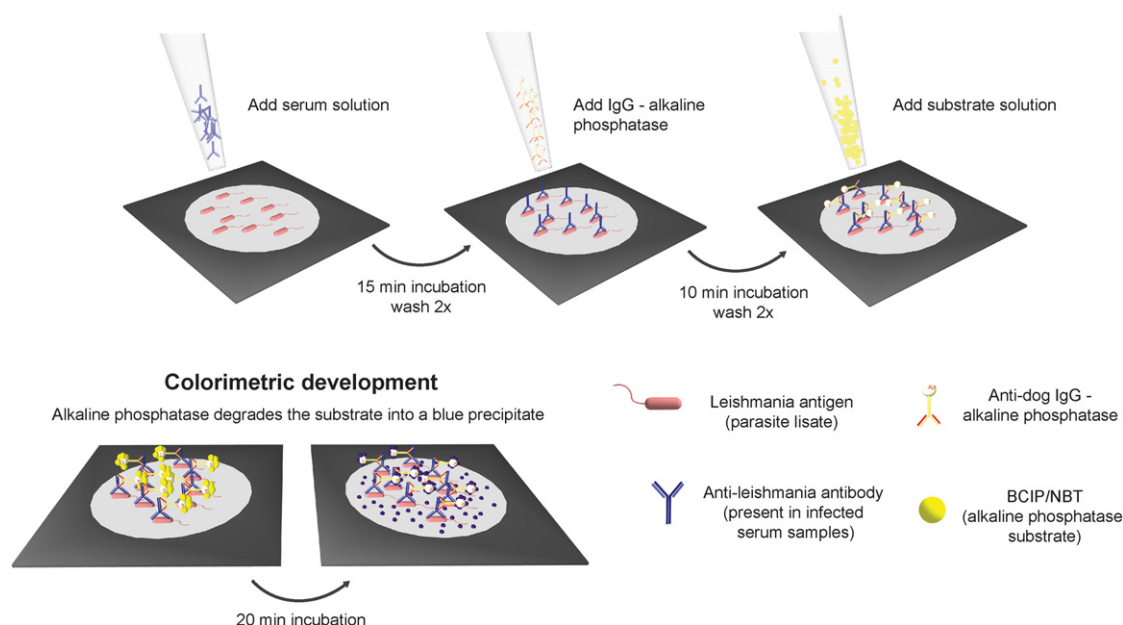 Add serum solution
Add IgG - alkaline
phosphatase
Add substrate solution
15 min incubation
wash 2x
10 min incubation
wash 2x
Colorimetric development
Alkaline phosphatase degrades the substrate into a blue precipitate
20 min incubation
Leishmania antigen
(parasite lisate)
Anti-dog IgG -
alkaline phosphatase
Anti-leishmania antibody
(present in infected
serum samples)
BCIP/NBT
(alkaline phosphatase
substrate)